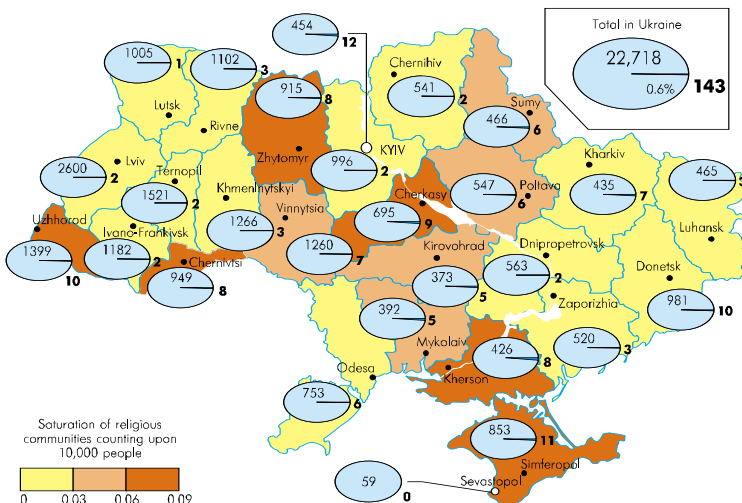 454
12
Total in Ukraine
22,718
0.6%
143
1005
1
1102
3
Chernihiv
915
8
541
2
Sumy
466
6
Lutsk
Rivne
Zhytomyr
KYIV
996
2
Lviv
2600
2
Ternopil
1521
2
Khmenlnytskyi
1266
3
Vinnytsia
Cherkasy
695
9
547
Poltava
6
Kharkiv
435
7
465
Luhansk
Uzhhorod
1399
10
Ivano-Frankivsk
1182
2
Chernivtsi
949
8
1260
7
Kirovohrad
373
5
Dnipropetrovsk
563
2
Zaporizhia
Donetsk
981
10
392
5
Mykolaiv
426
8
Kherson
520
3
Odesa
753
6
853
11
Simferopol
Sevastopol
59
0
Saturation of religious
communities counting upon
10,000 people
0 0.03 0.06 0.09